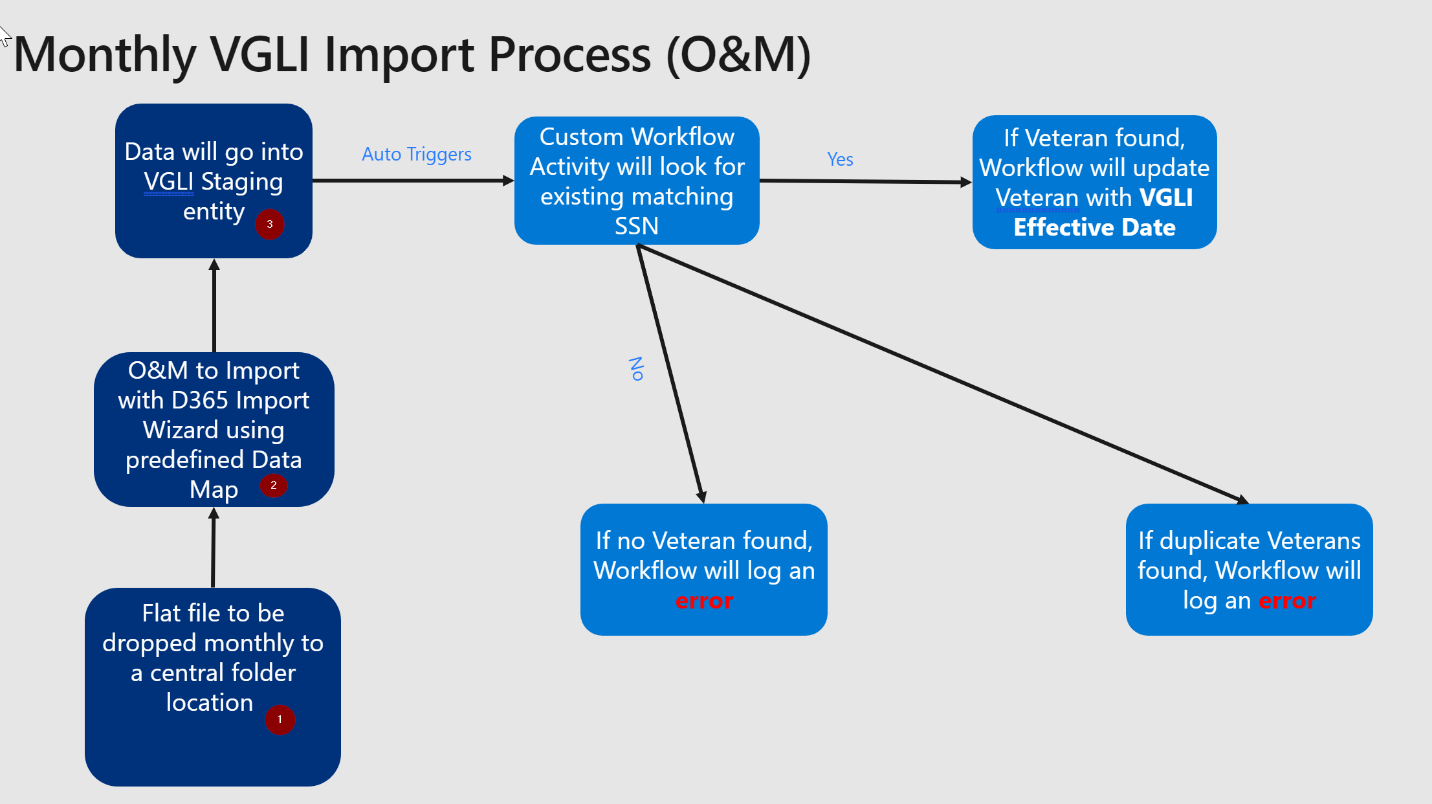 Monthly VGLI Import Process (O&M)
Data will go into
VGLI Staging
entity
3
Auto Triggers
Custom Workflow
Activity will look for
existing matching
SSN
Yes
If Veteran found,
Workflow will update
Veteran with VGLI
Effective Date
O&M to Import
with D365 Import
Wizard using
predefined Data
Map
2
No
Flat file to be
dropped monthly to
a central folder
location
1
If no Veteran found,
Workflow will log an
error
If duplicate Veterans
found, Workflow will
log an error